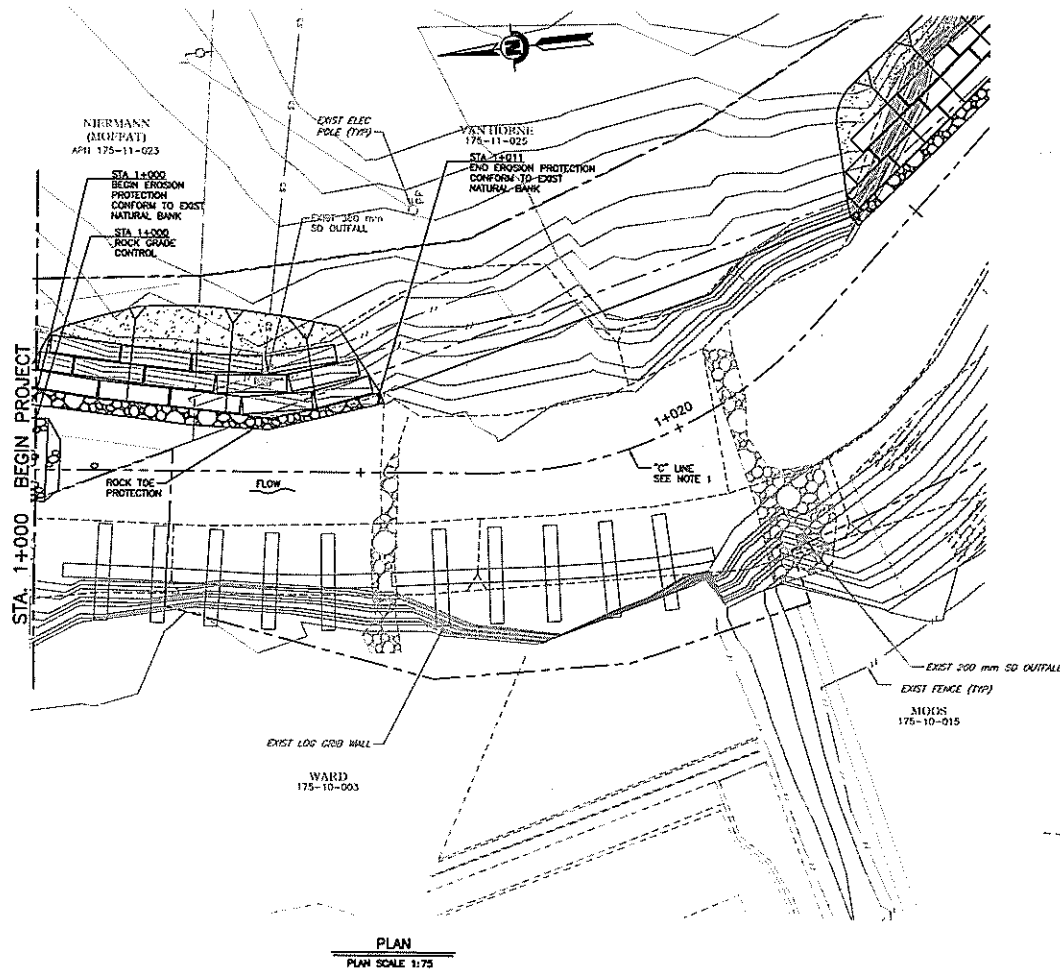 N
NIERMANN
(MOFFAT)
APN 175-11-023
EXIST ELEC
POLE (TYP)
VANHORNE
175-11-025
STA 1+000
BEGIN EROSION
PROTECTION
CONFORM TO EXIST
NATURAL BANK
STA 1+011
END EROSION PROTECTION
CONFORM TO EXIST
NATURAL BANK
PP
EXIST 380 mm
SD OUTFALL
STA 1+000
ROCK GRADE
CONTROL
STA. 1+000 BEGIN PROJECT
1+020
"C" LINE
SEE NOTE 1
ROCK TOE
PROTECTION
FLOW
EXIST 200 mm SD OUTFALL
EXIST FENCE (TYP)
MOOS
175-10-015
EXIST LOG CRIB WALL
WARD
175-10-003
PLAN
PLAN SCALE 1:75